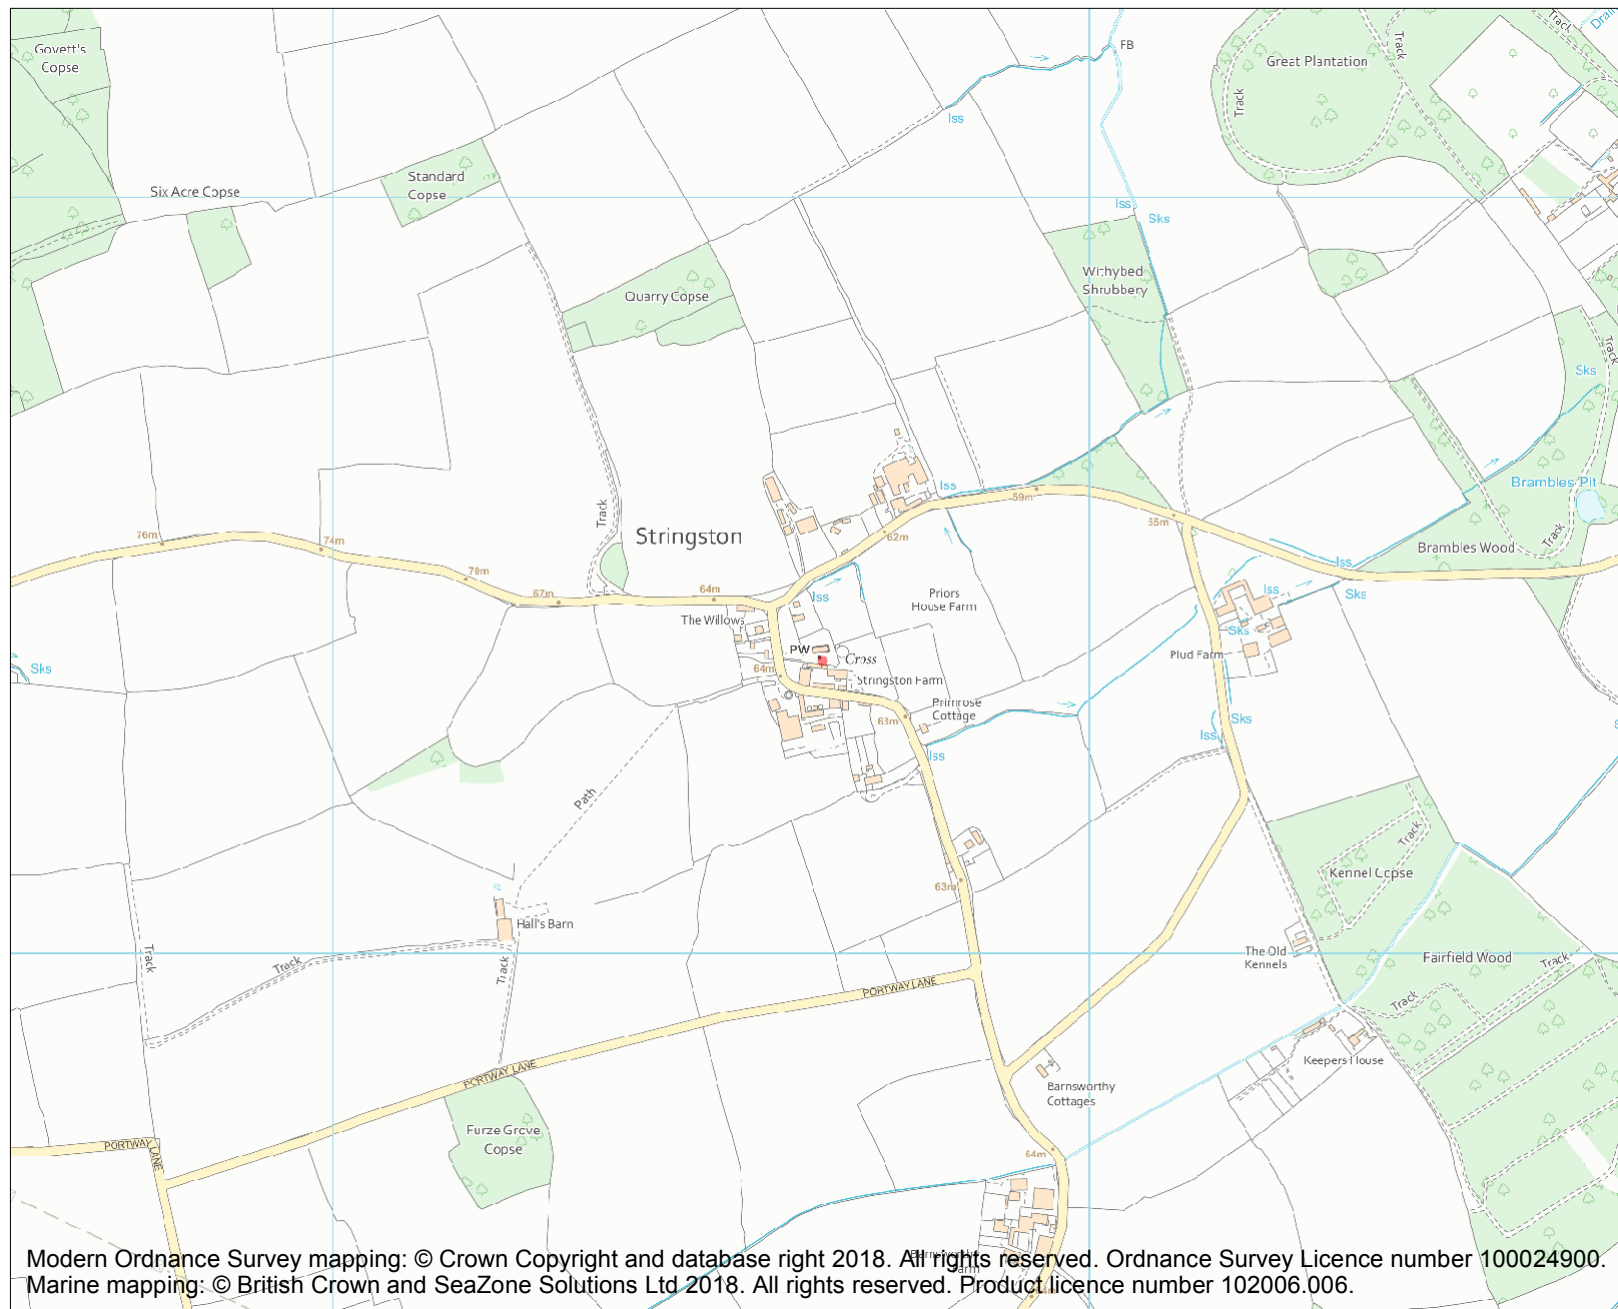 Govett's
Copse
FB
Great Plantation
Track
Track
Track
Drain
Iss
Standard
Copse
Six Acre Copse
Iss
Sks
Withybed
Shrubbery
Quarry Copse
Track
Sks
Track
Iss
59m
Brambles Pit
Stringston
76m
74m
62m
55m
Track
Brambles Wood
70m
67m
64m
Iss
Priors
House Farm
Iss
Iss
Sks
The Willows
Sks
PW
Cross
Plud Farm
Sks
64m
Stringston Farm
63m
Primrose
Cottage
Sks
Iss
Iss
Path
Track
Kennel Copse
63m
Hall's Barn
Track
Track
Track
The Old
Kennels
Fairfield Wood
Track
PORTWAY LANE
Track
Keepers House
PORTWAY LANE
Barnsworthy
Cottages
Furze Grove
Copse
PORTWAY
LANE
64m
Barnsworthy
Farm
Modern Ordnance Survey mapping: © Crown Copyright and database right 2018. All rights reserved. Ordnance Survey Licence number 100024900.
Marine mapping: © British Crown and SeaZone Solutions Ltd 2018. All rights reserved. Product licence number 102006.006.